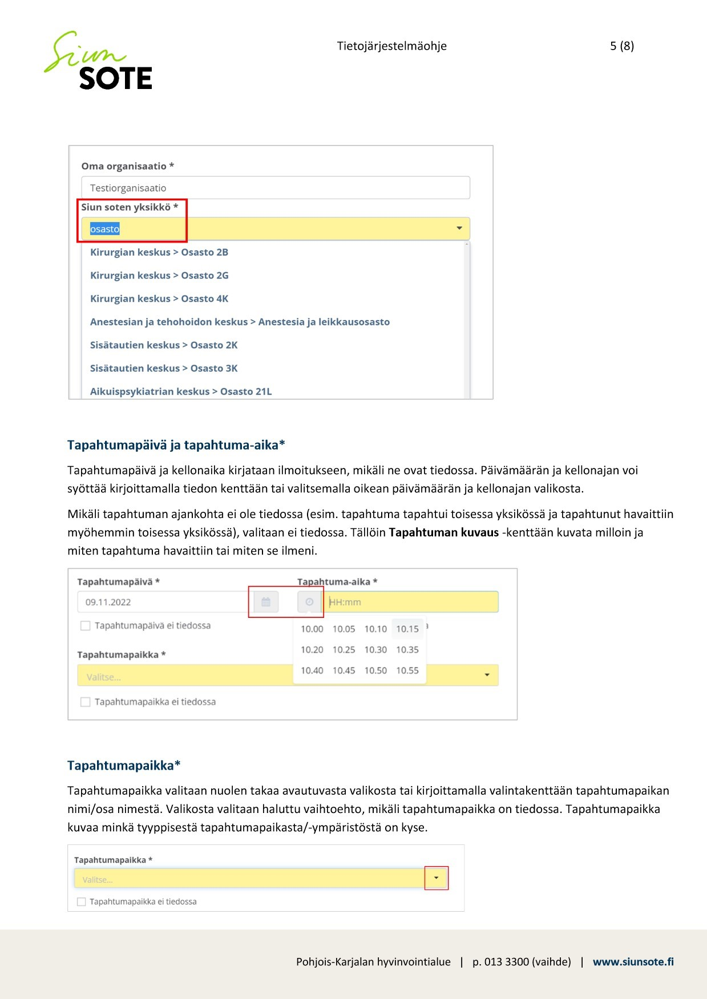 Siun
SOTE
Tietojärjestelmäohje
5 (8)
Oma organisaatio *
Testiorganisaatio
Siun soten yksikkö *
osasto
Kirurgian keskus > Osasto 2B
Kirurgian keskus > Osasto 2G
Kirurgian keskus > Osasto 4K
Anestesian ja tehohoidon keskus > Anestesia ja leikkausosasto
Sisätautien keskus > Osasto 2K
Sisätautien keskus > Osasto 3K
Aikuispsykiatrian keskus > Osasto 21L
Tapahtumapäivä ja tapahtuma-aika*
Tapahtumapäivä ja kellonaika kirjataan ilmoitukseen, mikäli ne ovat tiedossa. Päivämäärän ja kellonajan voi
syöttää kirjoittamalla tiedon kenttään tai valitsemalla oikean päivämäärän ja kellonajan valikosta.
Mikäli tapahtuman ajankohta ei ole tiedossa (esim. tapahtuma tapahtui toisessa yksikössä ja tapahtunut havaittiin
myöhemmin toisessa yksikössä), valitaan ei tiedossa. Tällöin Tapahtuman kuvaus -kenttään kuvata milloin ja
miten tapahtuma havaittiin tai miten se ilmeni.
Tapahtumapäivä * Tapahtuma-aika *
09.11.2022 HH:mm
Tapahtumapäivä ei tiedossa
10.00 10.05 10.10 10.15
10.20 10.25 10.30 10.35
10.40 10.45 10.50 10.55
Tapahtumapaikka *
Valitse...
Tapahtumapaikka ei tiedossa
Tapahtumapaikka*
Tapahtumapaikka valitaan nuolen takaa avautuvasta valikosta tai kirjoittamalla valintakenttään tapahtumapaikan
nimi/osa nimestä. Valikosta valitaan haluttu vaihtoehto, mikäli tapahtumapaikka on tiedossa. Tapahtumapaikka
kuvaa minkä tyyppisestä tapahtumapaikasta/-ympäristöstä on kyse.
Tapahtumapaikka *
Valitse...
Tapahtumapaikka ei tiedossa
Pohjois-Karjalan hyvinvointialue | p. 013 3300 (vaihde) | www.siunsote.fi